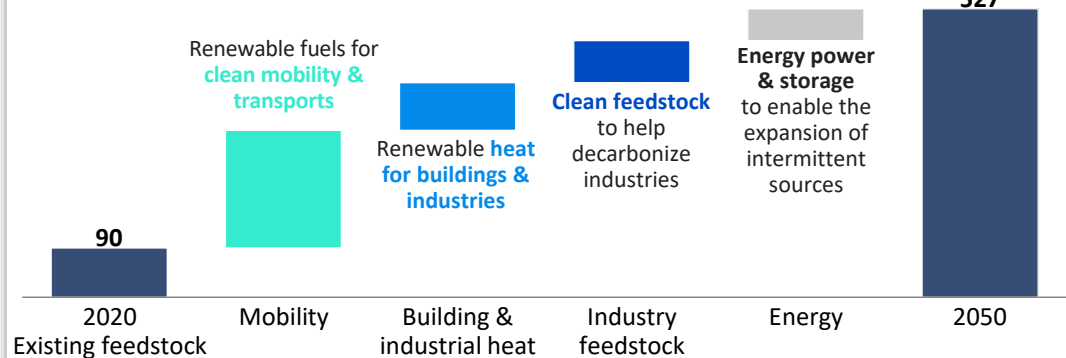 527
Renewable fuels for
clean mobility &
transports
Renewable heat
for buildings &
industries
Clean feedstock
to help
decarbonize
industries
Energy power
& storage
to enable the
expansion of
intermittent
sources
90
2020
Existing feedstock
Mobility
Building &
industrial heat
Industry
feedstock
Energy
2050